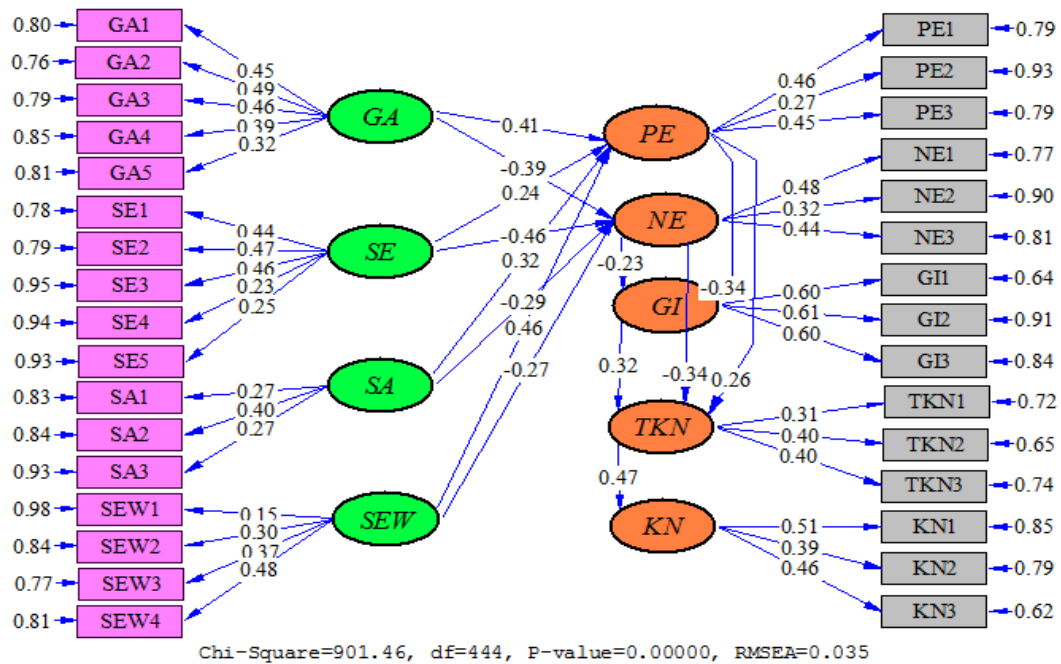 0.80 GA1
0.76 GA2
0.79 GA3
0.85 GA4
0.81 GA5
0.78 SE1
0.79 SE2
0.95 SE3
0.94 SE4
0.93 SE5
0.83 SA1
0.84 SA2
0.93 SA3
0.98 SEW1
0.84 SEW2
0.77 SEW3
0.81 SEW4
0.45
0.49
0.46
0.39
0.32
0.44
0.47
0.46
0.23
0.25
0.27
0.40
0.27
0.15
0.30
0.37
0.48
GA
SE
SA
SEW
0.41
-0.39
0.24
-0.46
0.32
-0.29
0.46
-0.27
PE
NE
GI
TKN
KN
-0.23
-0.34
0.32
-0.34
0.26
0.47
0.46
0.27
0.45
0.48
0.32
0.44
0.60
0.61
0.60
0.31
0.40
0.40
0.51
0.39
0.46
PE1 0.79
PE2 0.93
PE3 0.79
NE1 0.77
NE2 0.90
NE3 0.81
GI1 0.64
GI2 0.91
GI3 0.84
TKN1 0.72
TKN2 0.65
TKN3 0.74
KN1 0.85
KN2 0.79
KN3 0.62
Chi-Square=901.46, df=444, P-value=0.00000, RMSEA=0.035